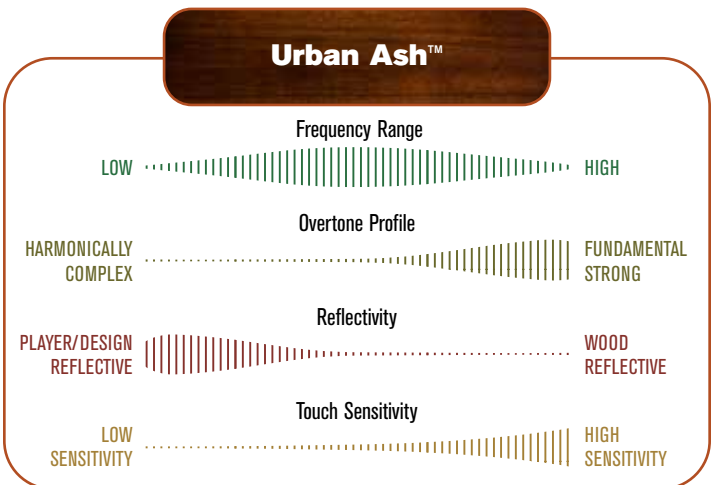 Urban Ash™
Frequency Range
LOW
HIGH
Overtone Profile
HARMONICALLY
COMPLEX
FUNDAMENTAL
STRONG
Reflectivity
PLAYER/DESIGN
REFLECTIVE
WOOD
REFLECTIVE
Touch Sensitivity
LOW
SENSITIVITY
HIGH
SENSITIVITY